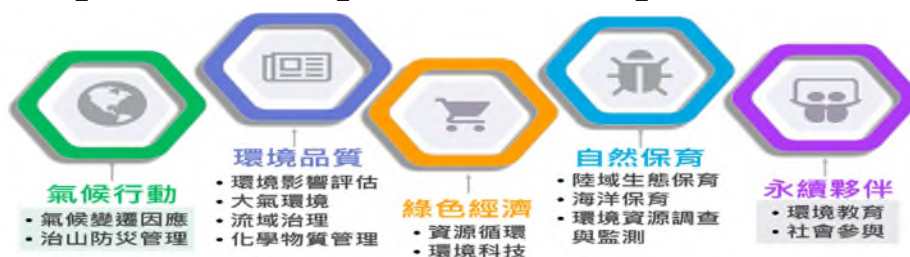 氣候行動
• 氣候變遷因應
• 治山防災管理
環境品質
• 環境影響評估
• 大氣環境
• 流域治理
• 化學物質管理
綠色經濟
• 資源循環
• 環境科技
自然保育
• 陸域生態保育
• 海洋保育
• 環境資源調查
與監測
永續夥伴
• 環境教育
• 社會參與